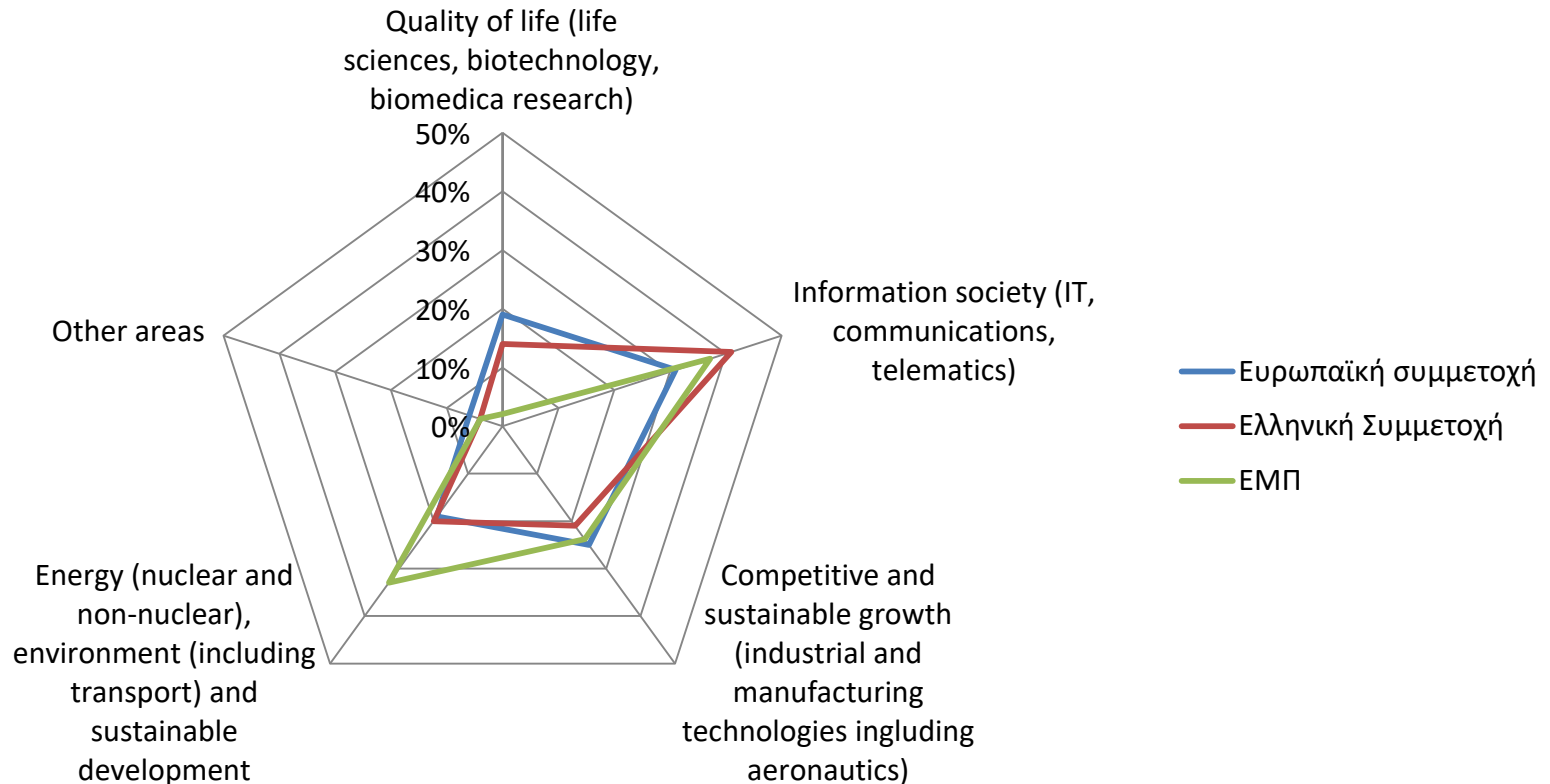 Quality of life (life
sciences, biotechnology,
biomedica research)
50%
40%
30%
20%
10%
0%
Information society (IT,
communications,
telematics)
Other areas
Ευρωπαϊκή συμμετοχή
Ελληνική Συμμετοχή
ΕΜΠ
Energy (nuclear and
non-nuclear),
environment (including
transport) and
sustainable
development
Competitive and
sustainable growth
(industrial and
manufacturing
technologies including
aeronautics)